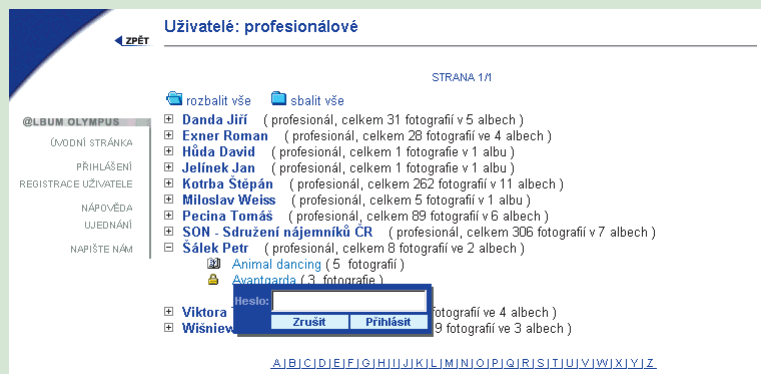 Uživatelé: profesionálové
ZPĚT
STRANA 1/1
rozbalit vše sbalit vše
@LBUM OLYMPUS
ÚVODNÍ STRÁNKA
PŘIHLÁŠENÍ
REGISTRACE UŽIVATELE
NÁPOVĚDA
UJEDNÁNÍ
NAPIŠTE NÁM
Danda Jiří ( profesionál, celkem 31 fotografií v 5 albech )
Exner Roman ( profesionál, celkem 28 fotografií ve 4 albech )
Hůda David ( profesionál, celkem 1 fotografie v 1 albu )
Jelínek Jan ( profesionál, celkem 1 fotografie v 1 albu )
Kotrba Štěpán ( profesionál, celkem 262 fotografií v 11 albech )
Miloslav Weiss ( profesionál, celkem 5 fotografií v 1 albu )
Pecina Tomáš ( profesionál, celkem 89 fotografií v 6 albech )
SON - Sdružení nájemníků ČR ( profesionál, celkem 306 fotografií v 7 albech )
Šálek Petr ( profesionál, celkem 8 fotografií ve 2 albech )
Animal dancing ( 5 fotografií )
Avantgarda ( 3 fotografie )
Heslo:
Zrušit Přihlásit
Viktora fotografií ve 4 albech )
9 fotografií ve 3 albech )
A|B|C|D|E|F|G|H|I|J|K|L|M|N|O|P|Q|R|S|T|U|V|W|X|Y|Z